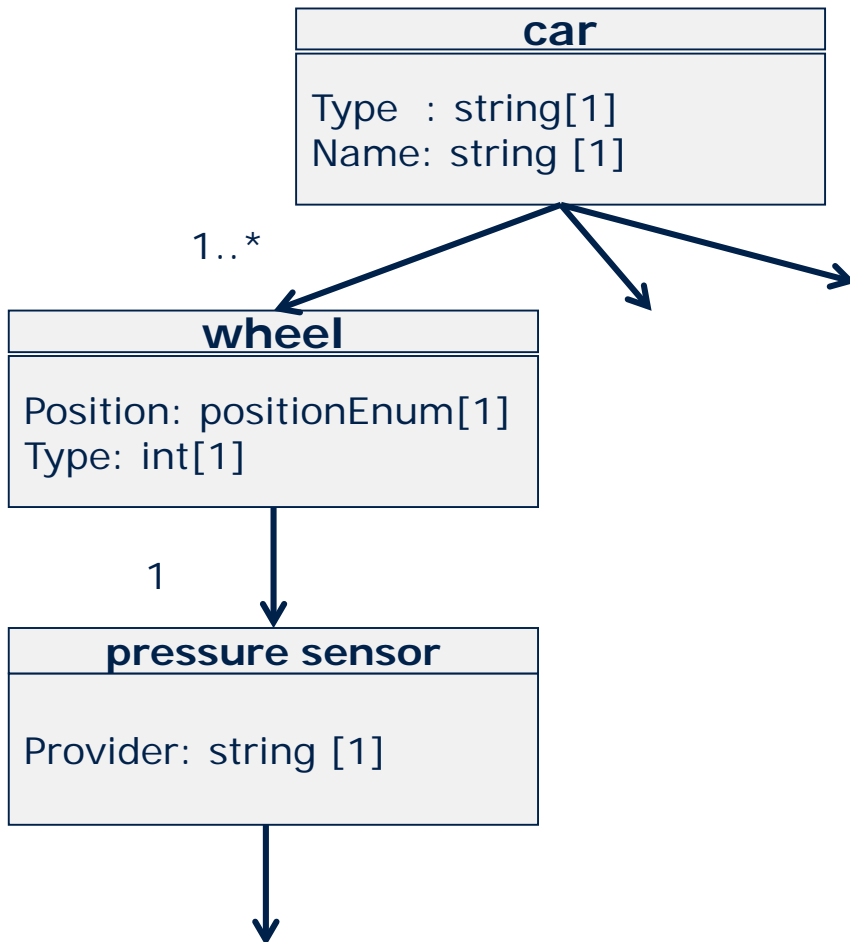 car
Type : string[1]
Name: string [1]
1..*
wheel
Position: positionEnum[1]
Type: int[1]
1
pressure sensor
Provider: string [1]